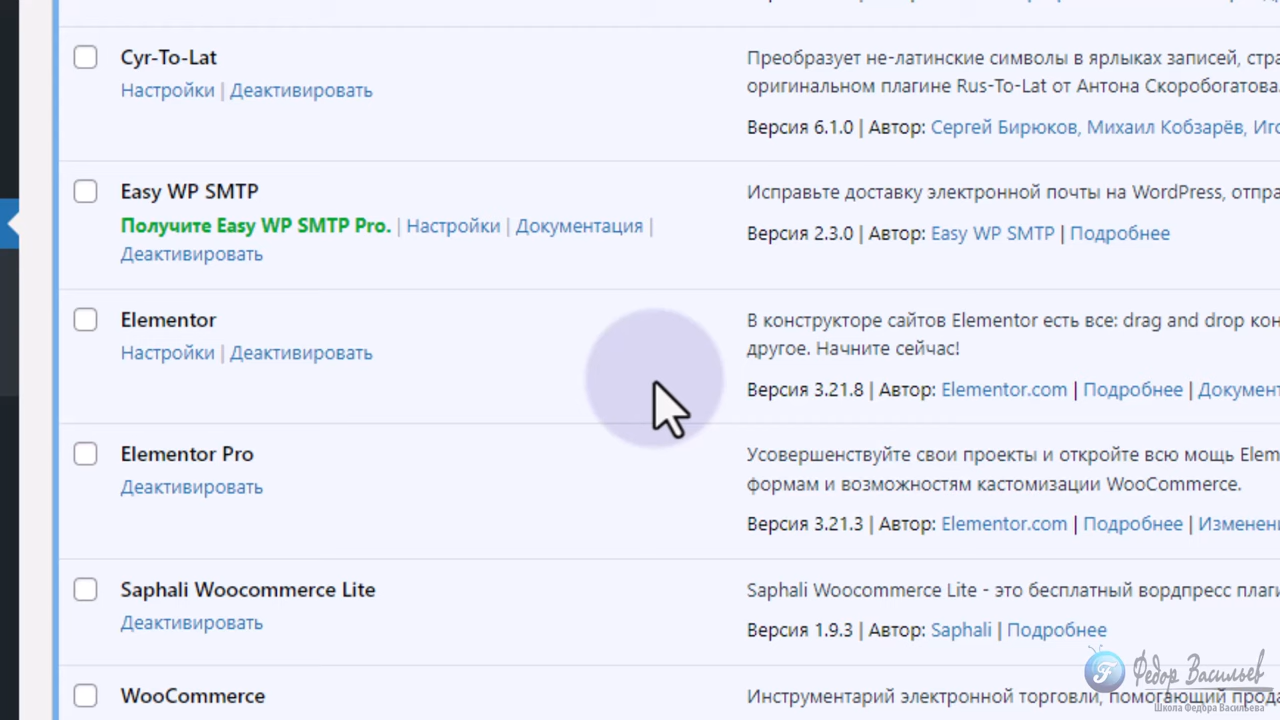 Cyr-To-Lat
Настройки | Деактивировать
Преобразует не-латинские символы в ярлыках записей, стра
оригинальном плагине Rus-To-Lat от Антона Скоробогатова.
Версия 6.1.0 | Автор: Сергей Бирюков, Михаил Кобзарёв, Иго
Easy WP SMTP
Получите Easy WP SMTP Pro. | Настройки | Документация |
Деактивировать
Исправьте доставку электронной почты на WordPress, отпра
Версия 2.3.0 | Автор: Easy WP SMTP | Подробнее
Elementor
Настройки | Деактивировать
В конструкторе сайтов Elementor есть все: drag and drop кон
другое. Начните сейчас!
Версия 3.21.8 | Автор: Elementor.com | Подробнее | Документ
Elementor Pro
Деактивировать
Усовершенствуйте свои проекты и откройте всю мощь Elem
формам и возможностям кастомизации WooCommerce.
Версия 3.21.3 | Автор: Elementor.com | Подробнее | Изменени
Saphali Woocommerce Lite
Деактивировать
Saphali Woocommerce Lite - это бесплатный вордпресс плаги
Версия 1.9.3 | Автор: Saphali | Подробнее
WooCommerce
Инструментарий электронной торговли, помогающий прода
Федор Васильев
Школа Федора Васильева